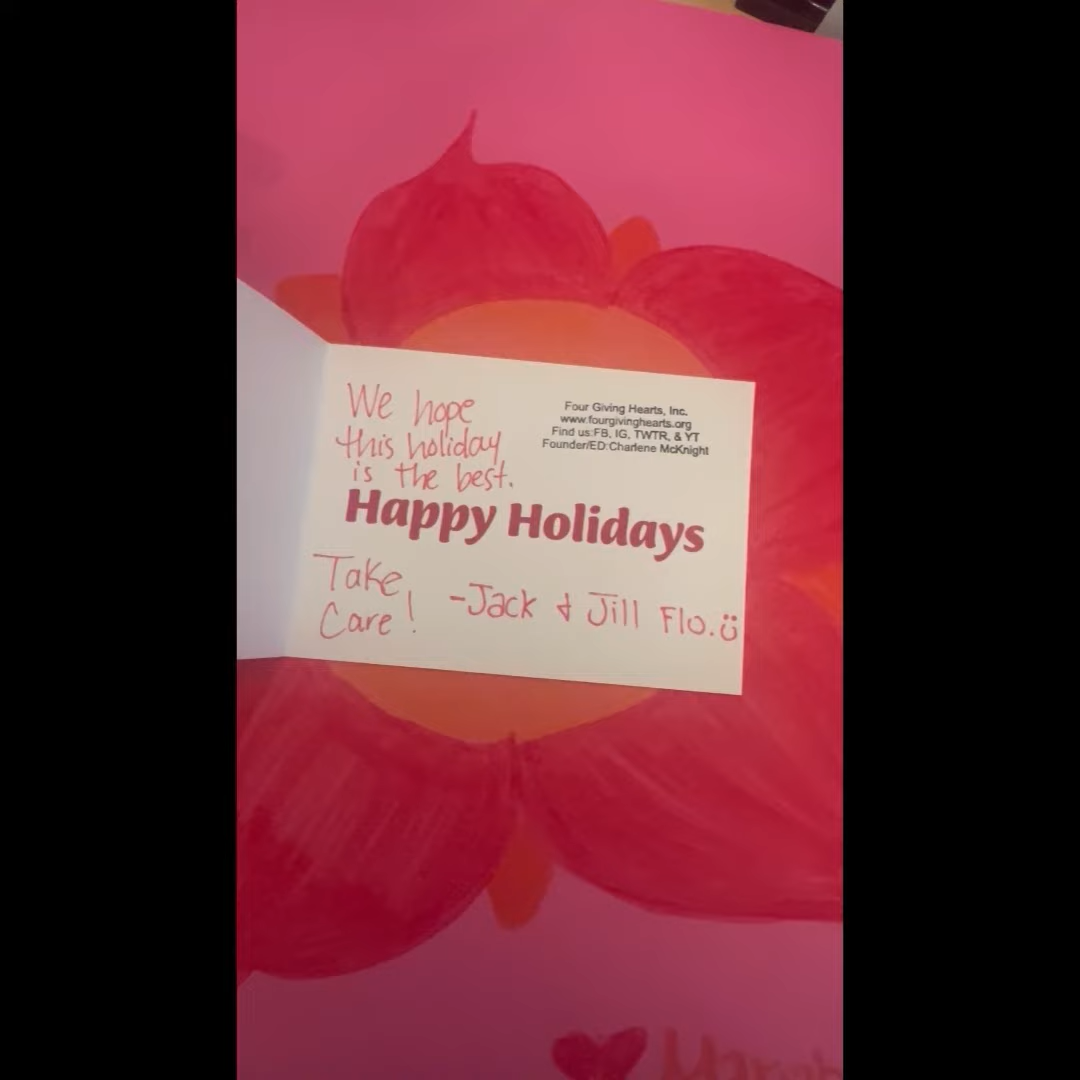 We hope
this holiday
is the best.
Four Giving Hearts, Inc.
www.fourgivinghearts.org
Find us:FB, IG, TWTR, & YT
Founder/ED:Charlene McKnight
Happy Holidays
Take
Care!
-Jack & Jill Flo.